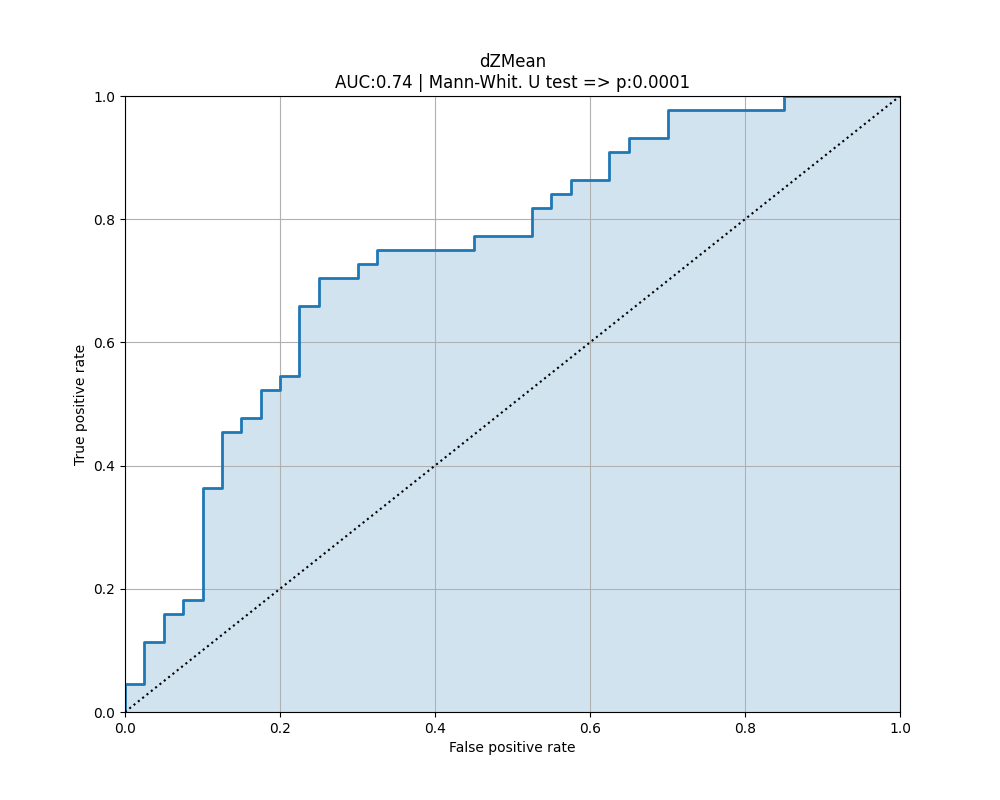 dZMean
AUC:0.74 | Mann-Whit. U test => p:0.0001
1.0
0.8
0.6
0.4
0.2
0.0
True positive rate
0.0 0.2 0.4 0.6 0.8 1.0
False positive rate